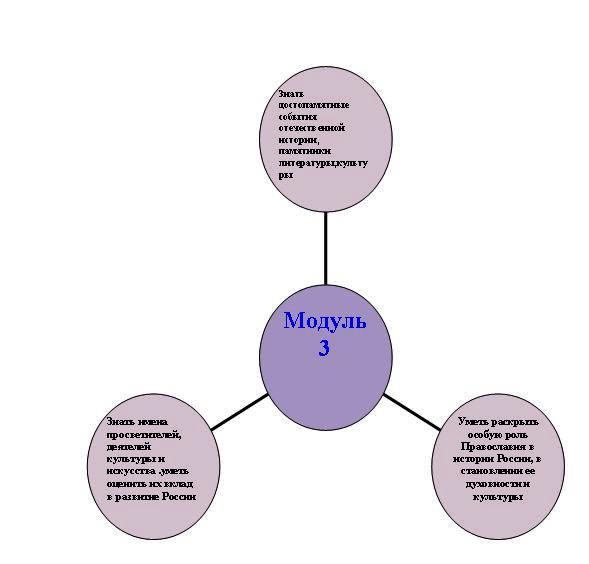 Знать
достопамятные
события
отечественной
истории,
памятники
литературы,культу
ры
Модуль
3
Знать имена
просветителей,
деятелей
культуры и
искусства ,уметь
оценить их вклад
в развитие России
Уметь раскрыть
особую роль
Православия в
истории России, в
становлении ее
духовности и
культуры